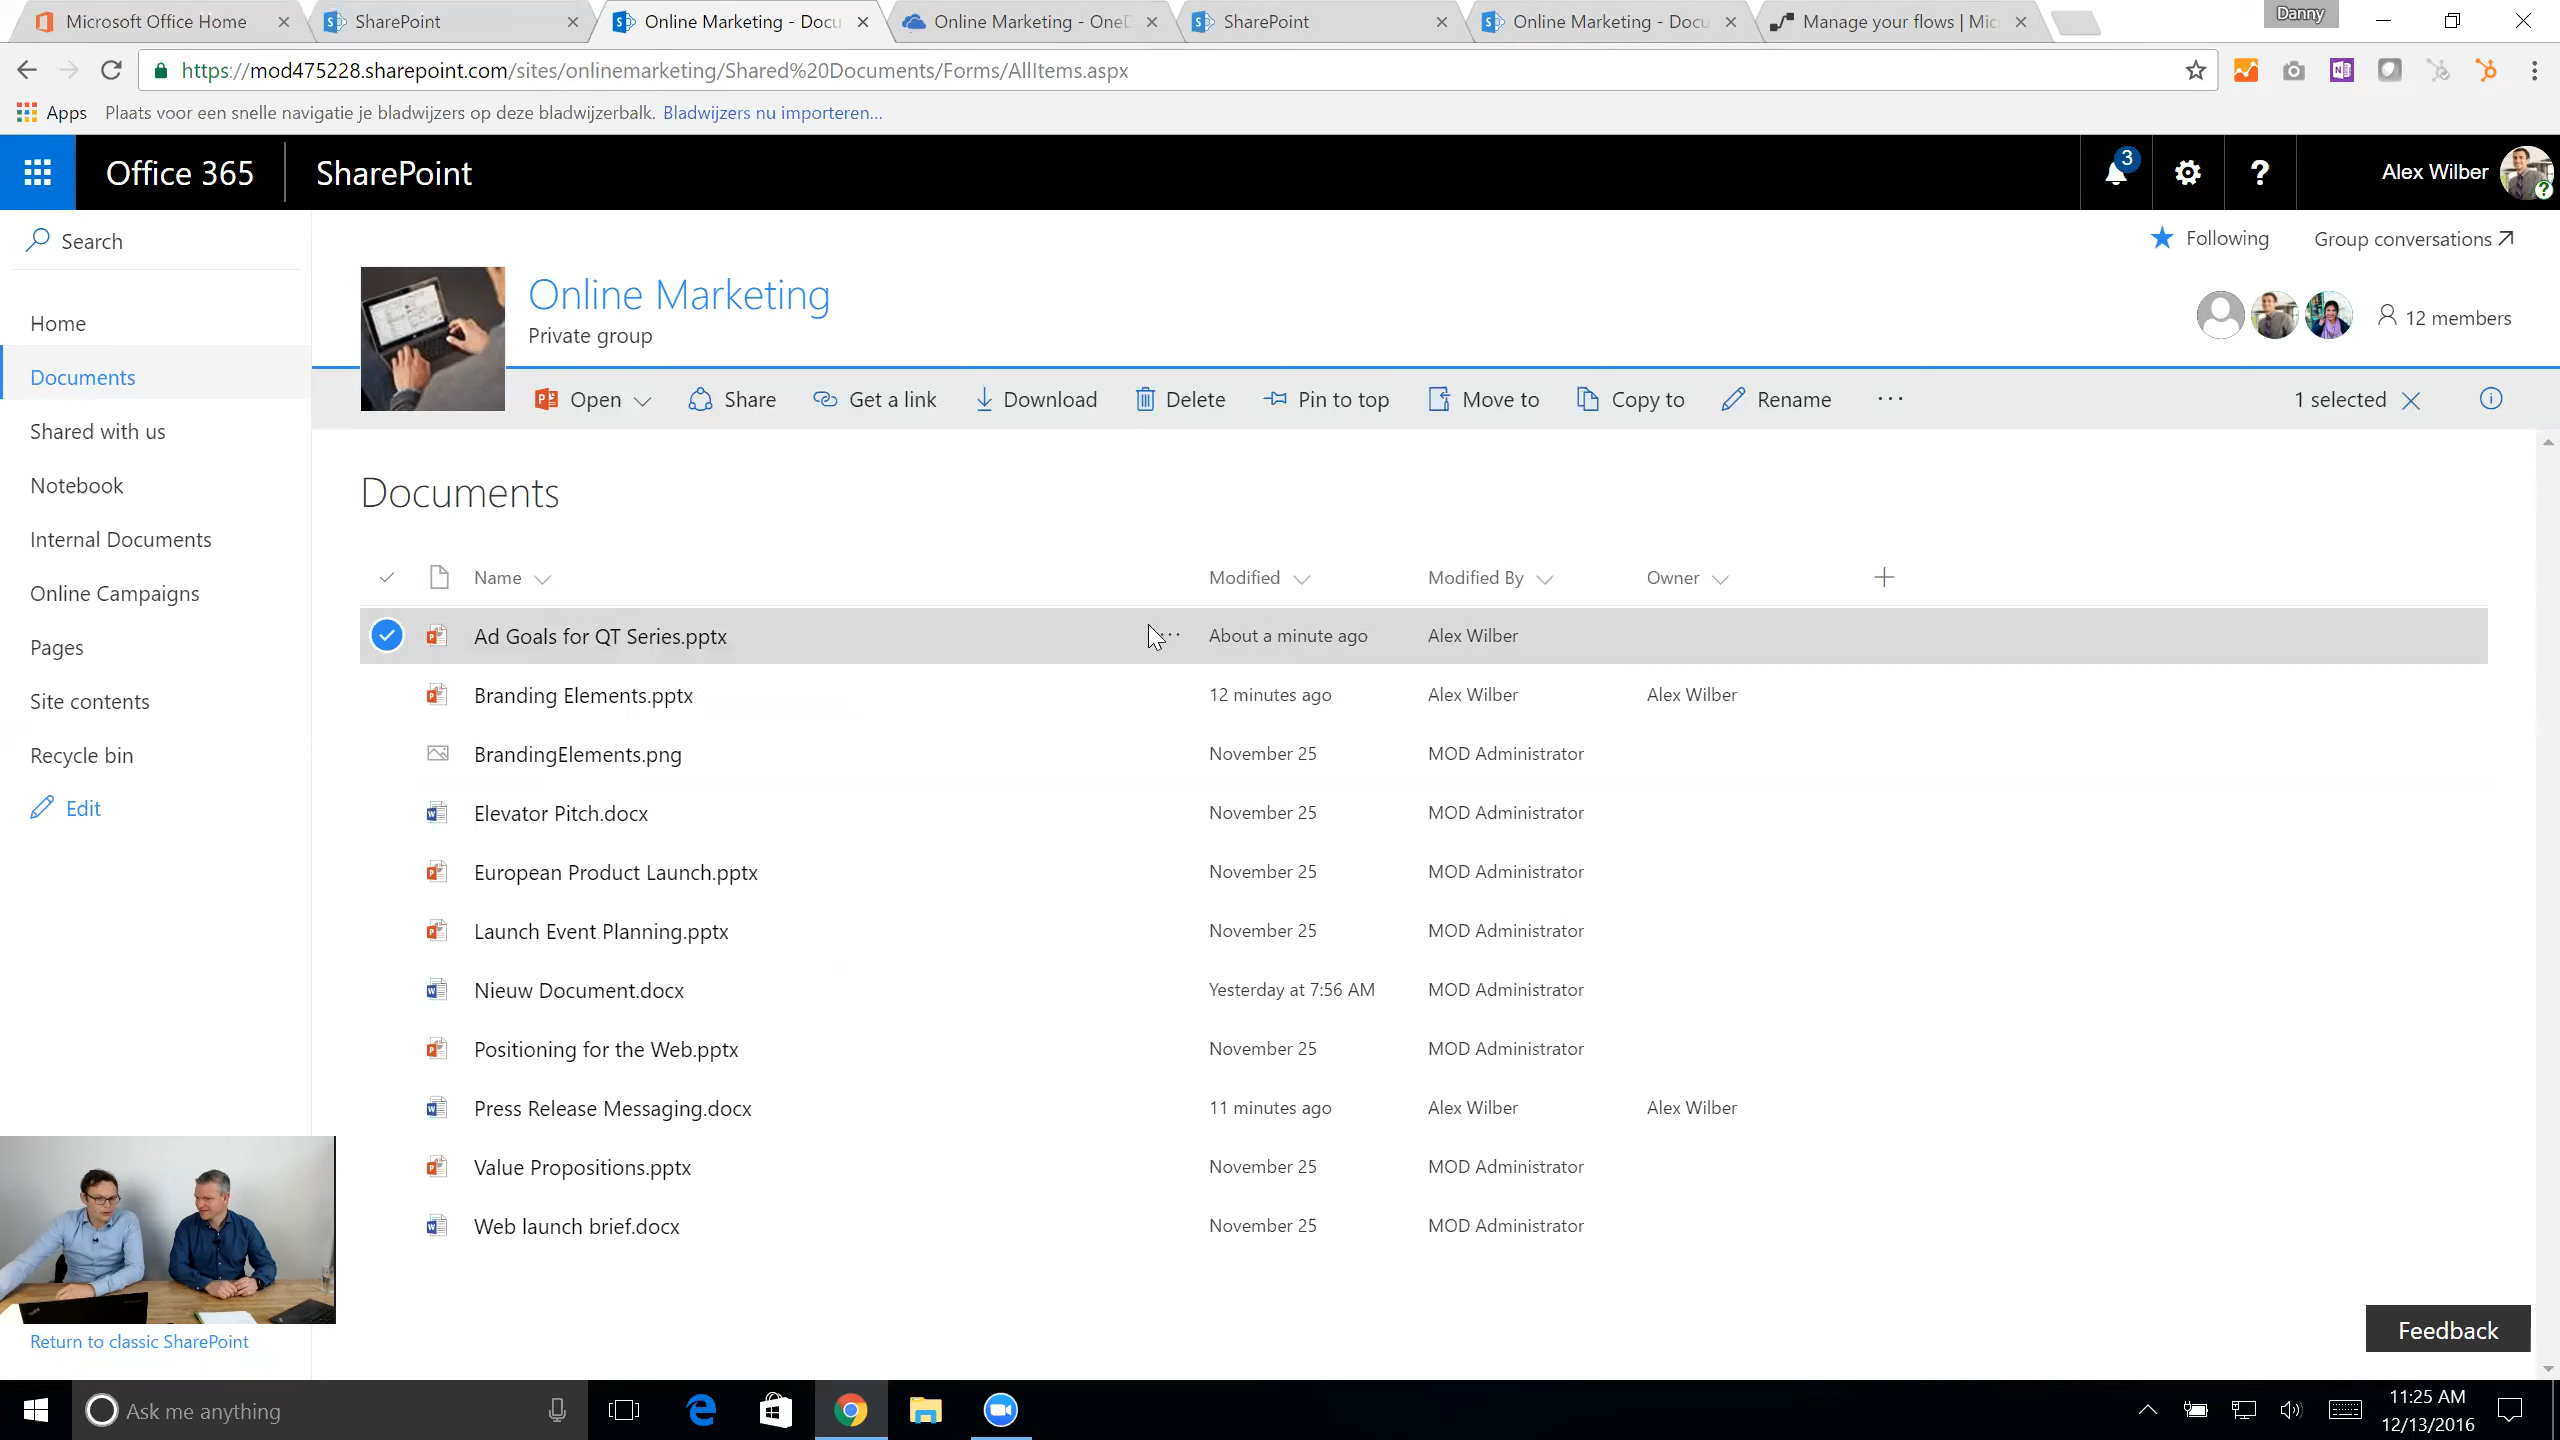 Microsoft Office Home
SharePoint
Online Marketing - Docu
Online Marketing - OneD
SharePoint
Online Marketing - Docu
Manage your flows | Mic
Danny
https://mod475228.sharepoint.com/sites/onlinemarketing/Shared%20Documents/Forms/AllItems.aspx
Apps
Plaats voor een snelle navigatie je bladwijzers op deze bladwijzerbalk. Bladwijzers nu importeren...
Office 365
SharePoint
3
?
Alex Wilber
Search
Following
Group conversations
Online Marketing
Private group
12 members
Home
Documents
Shared with us
Notebook
Internal Documents
Online Campaigns
Pages
Site contents
Recycle bin
Edit
Open
Share
Get a link
Download
Delete
Pin to top
Move to
Copy to
Rename
...
1 selected
Documents
Name Modified Modified By Owner
Ad Goals for QT Series.pptx About a minute ago Alex Wilber
Branding Elements.pptx 12 minutes ago Alex Wilber Alex Wilber
BrandingElements.png November 25 MOD Administrator
Elevator Pitch.docx November 25 MOD Administrator
European Product Launch.pptx November 25 MOD Administrator
Launch Event Planning.pptx November 25 MOD Administrator
Nieuw Document.docx Yesterday at 7:56 AM MOD Administrator
Positioning for the Web.pptx November 25 MOD Administrator
Press Release Messaging.docx 11 minutes ago Alex Wilber Alex Wilber
Value Propositions.pptx November 25 MOD Administrator
Web launch brief.docx November 25 MOD Administrator
Return to classic SharePoint
Feedback
Ask me anything
11:25 AM
12/13/2016